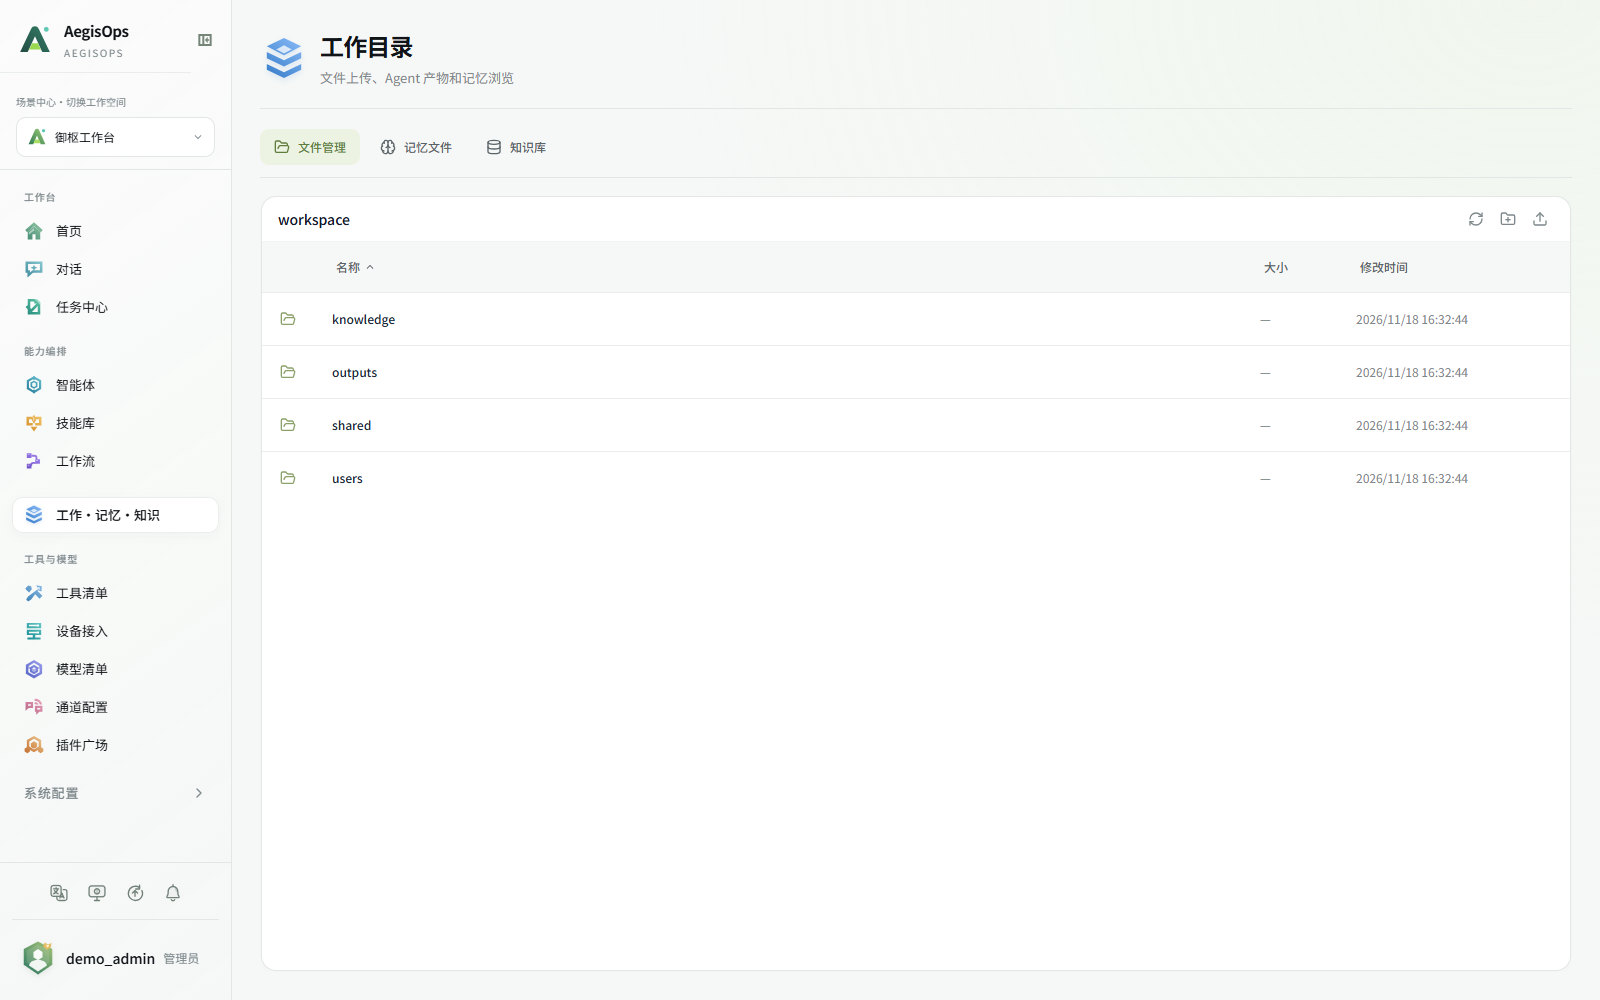 AegisOps
AEGISOPS
场景中心・切换工作空间
御枢工作台
工作台
首页
对话
任务中心
能力编排
智能体
技能库
工作流
工作・记忆・知识
工具与模型
工具清单
设备接入
模型清单
通道配置
插件广场
系统配置
demo_admin 管理员
工作目录
文件上传、Agent 产物和记忆浏览
文件管理 记忆文件 知识库
workspace
名称 大小 修改时间
knowledge — 2026/11/18 16:32:44
outputs — 2026/11/18 16:32:44
shared — 2026/11/18 16:32:44
users — 2026/11/18 16:32:44